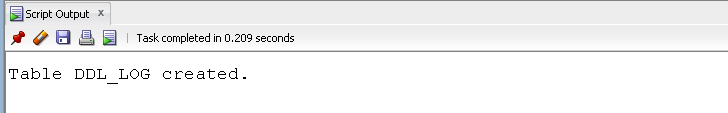 Script Output x
Task completed in 0.209 seconds
Table DDL_LOG created.